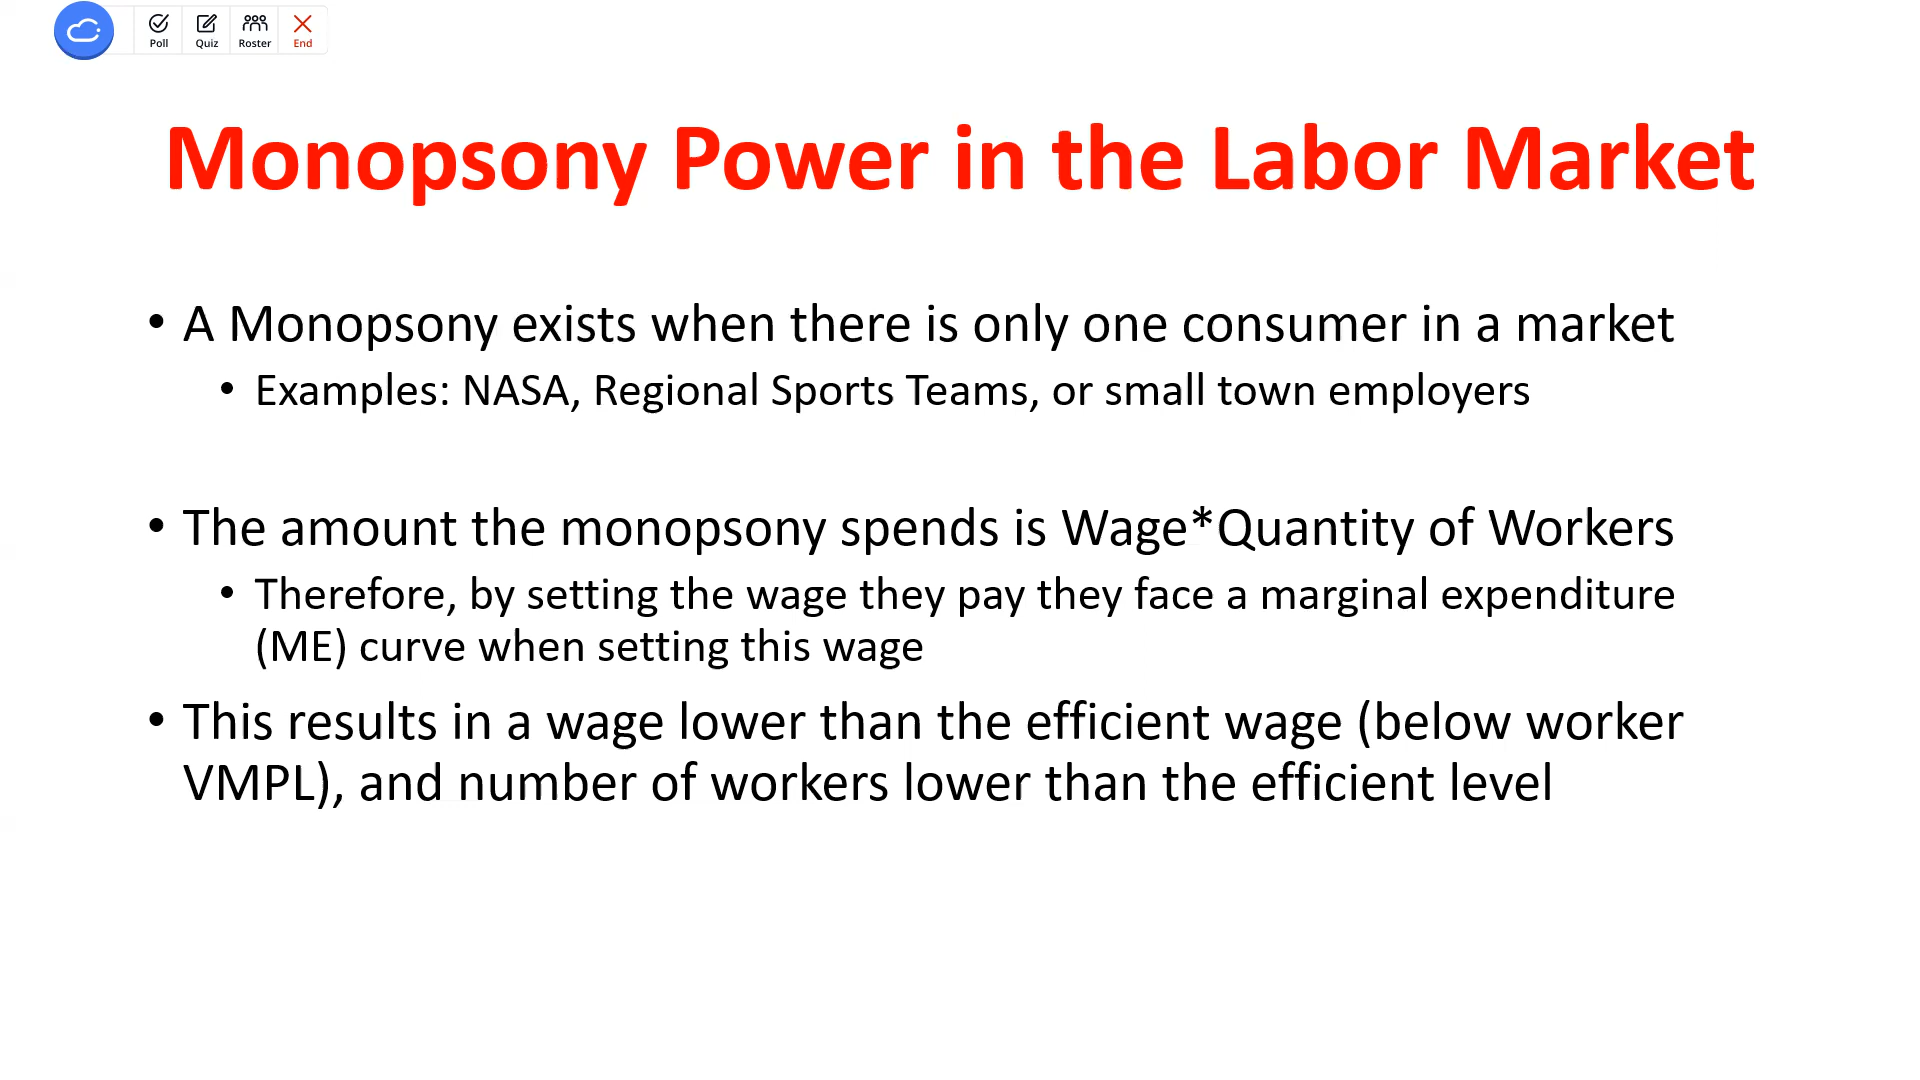 Poll Quiz Roster End
Monopsony Power in the Labor Market
• A Monopsony exists when there is only one consumer in a market
• Examples: NASA, Regional Sports Teams, or small town employers
• The amount the monopsony spends is Wage*Quantity of Workers
• Therefore, by setting the wage they pay they face a marginal expenditure
(ME) curve when setting this wage
• This results in a wage lower than the efficient wage (below worker
VMPL), and number of workers lower than the efficient level